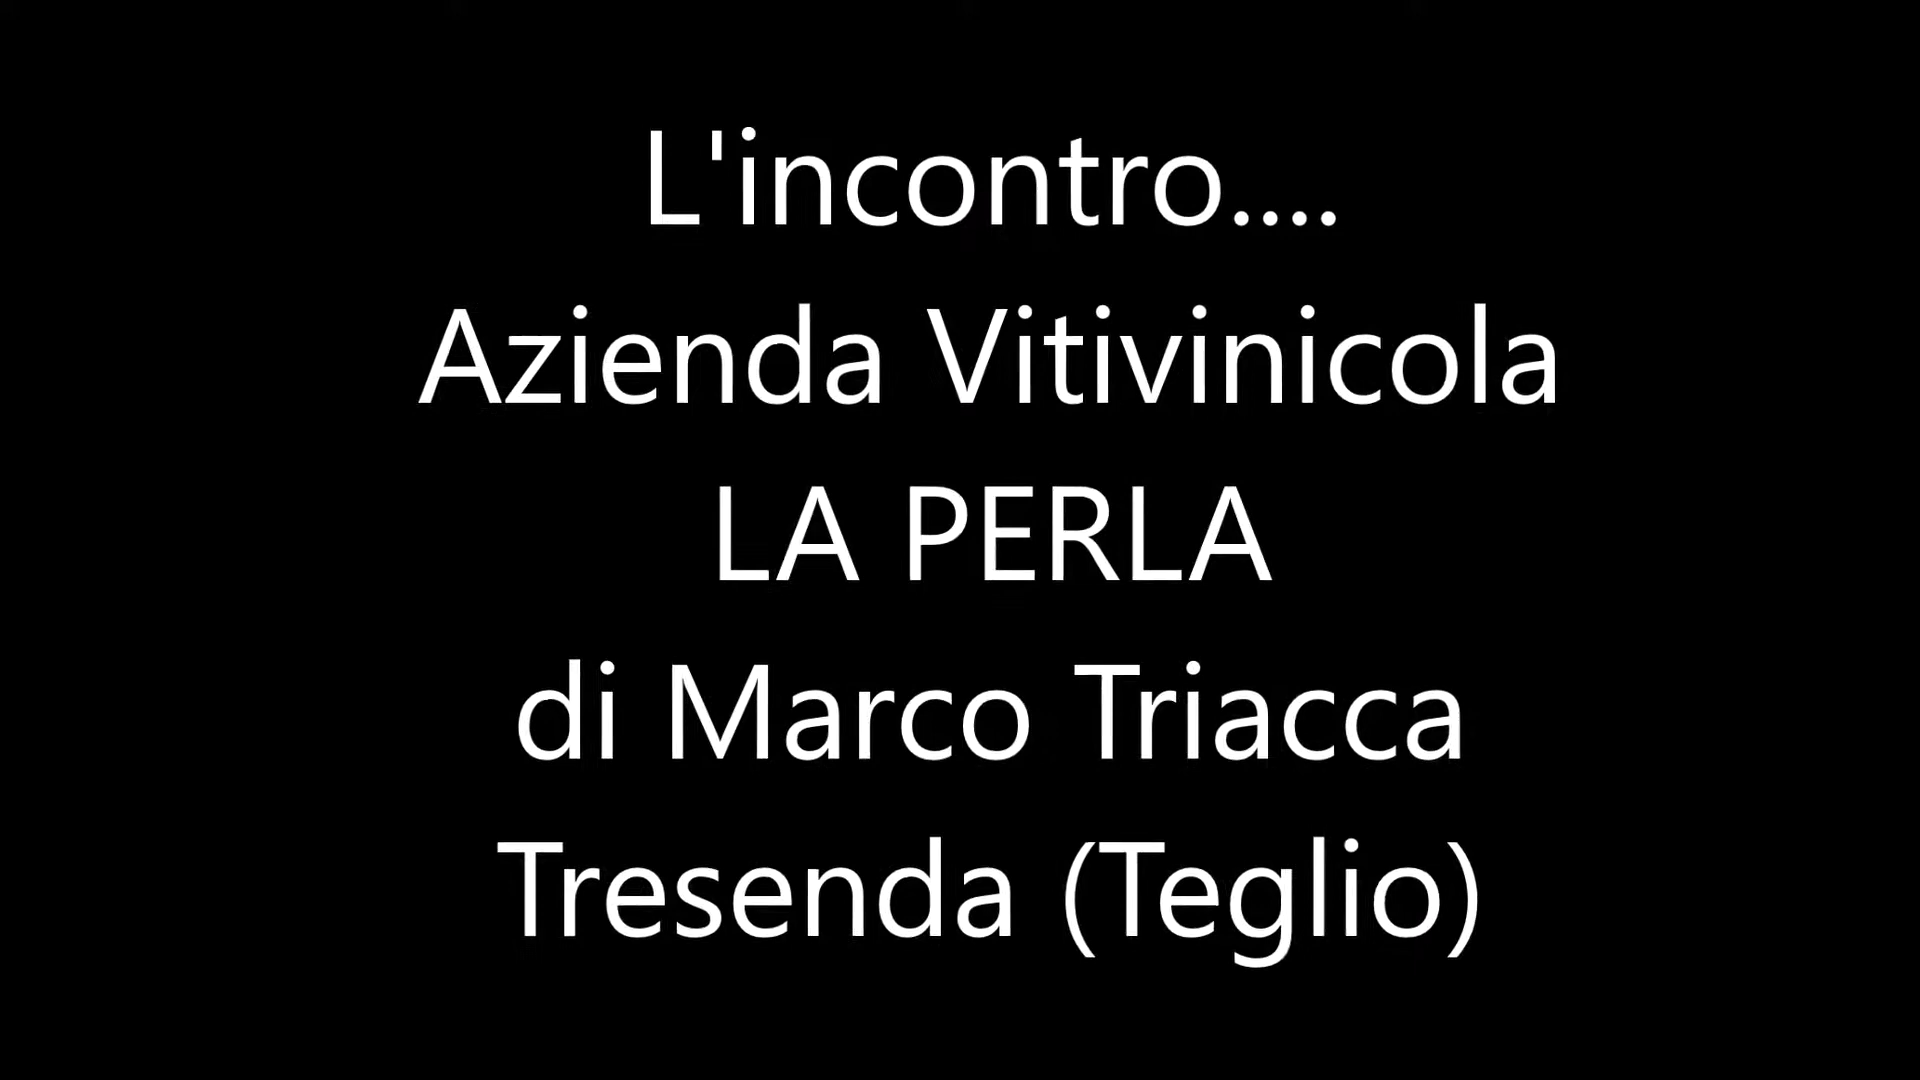 L'incontro....
Azienda Vitivinicola
LA PERLA
di Marco Triacca
Tresenda (Teglio)